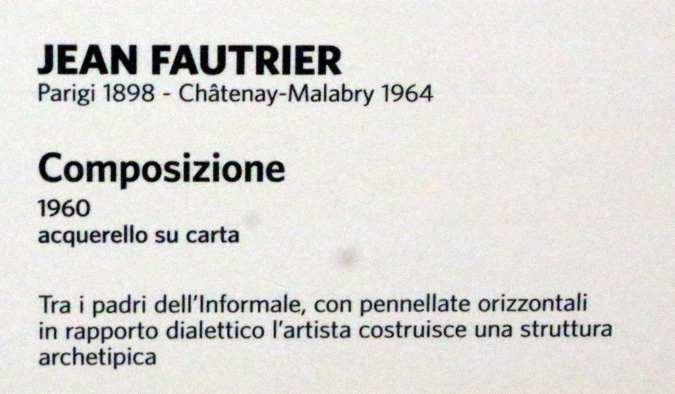 JEAN FAUTRIER
Parigi 1898 - Châtenay-Malabry 1964
Composizione
1960
acquerello su carta
Tra i padri dell'Informale, con pennellate orizzontali
in rapporto dialettico l'artista costruisce una struttura
archetipica